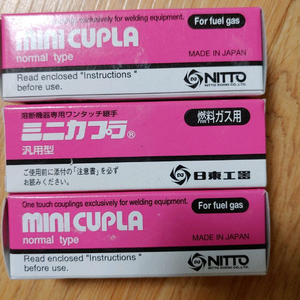 One touch couplings exclusively for welding equipment.
For fuel gas
MINI CUPLA
normal type
MADE IN JAPAN
Read enclosed "Instructions"
before use.
NITTO
溶断機器専用ワンタッチ継手
ミニカプラ®
燃料ガス用
汎用型
ご使用前に添付の「注意書」を必ず
お読みください。
日東工器
One touch couplings exclusively for welding equipment.
For fuel gas
MINI CUPLA
normal type
MADE IN JAPAN
Read enclosed "Instructions"
before use.
NITTO
NITTO KOHKI CO.,LTD.